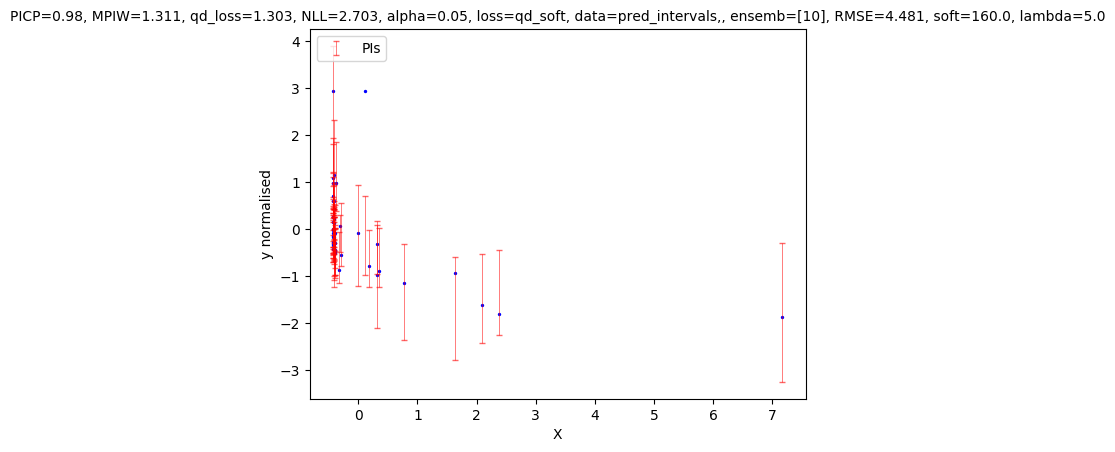 PICP=0.98, MPIW=1.311, qd_loss=1.303, NLL=2.703, alpha=0.05, loss=qd_soft, data=pred_intervals,, ensemb=[10], RMSE=4.481, soft=160.0, lambda=5.0
PIs
4
3
2
1
0
−1
−2
−3
y normalised
0 1 2 3 4 5 6 7
X